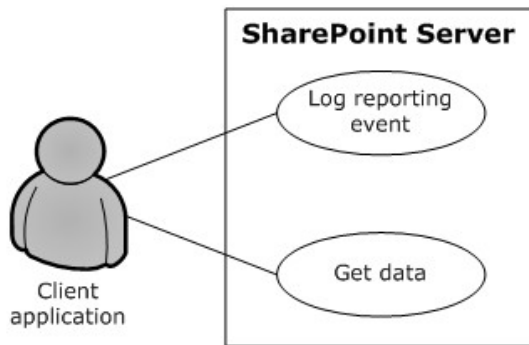 SharePoint Server
Log reporting
event
Get data
Client
application